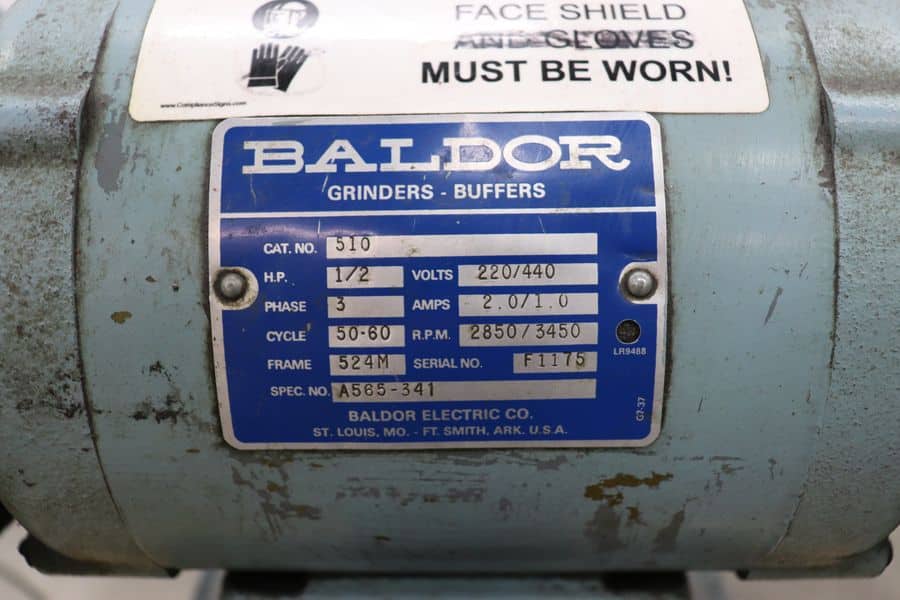 FACE SHIELD
AND GLOVES
MUST BE WORN!
www.ComplianceSigns.com
BALDOR
GRINDERS - BUFFERS
CAT. NO. 510
H.P. 1/2 VOLTS 220/440
PHASE 3 AMPS 2.0/1.0
CYCLE 50-60 R.P.M. 2850/3450
LR9488
FRAME 524M SERIAL NO. F1175
SPEC. NO. A565-341
G7-37
BALDOR ELECTRIC CO.
ST. LOUIS, MO. - FT. SMITH, ARK. U.S.A.